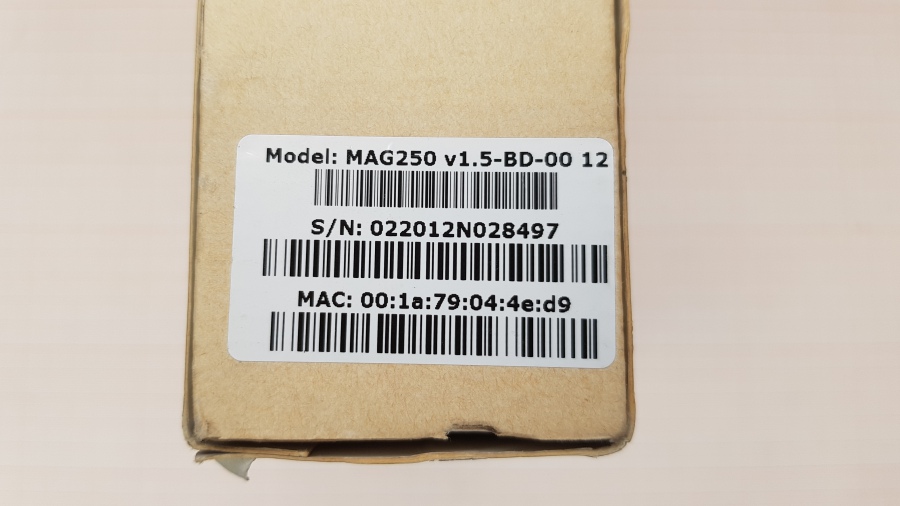 Model: MAG250 v1.5-BD-00 12
S/N: 022012N028497
MAC: 00:1a:79:04:4e:d9